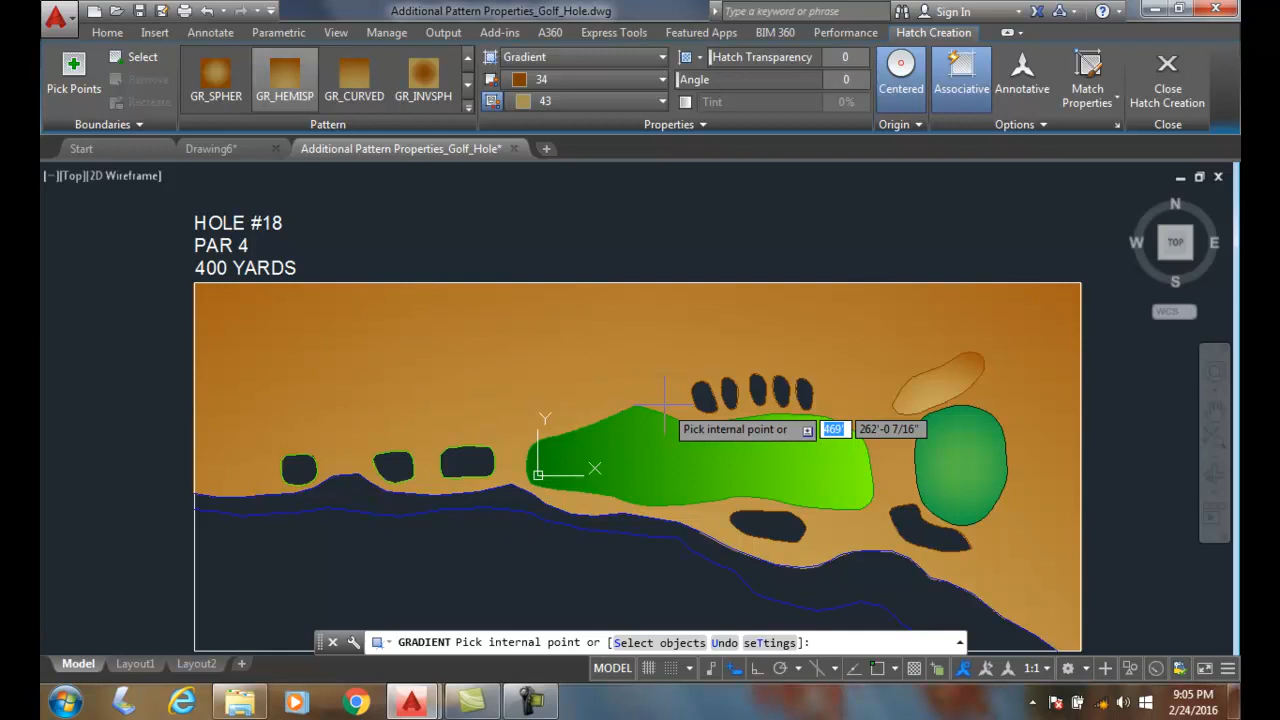 Additional Pattern Properties_Golf_Hole.dwg
Type a keyword or phrase
Sign In
Home Insert Annotate Parametric View Manage Output Add-ins A360 Express Tools Featured Apps BIM 360 Performance Hatch Creation
Pick Points
Select
Remove
Recreate
Boundaries
GR_SPHER GR_HEMISP GR_CURVED GR_INVSPH
Pattern
Gradient
34
43
Hatch Transparency 0
Angle 0
Tint 0%
Properties
Centered
Origin
Associative
Annotative
Match
Properties
Options
Close
Hatch Creation
Close
Start Drawing6* Additional Pattern Properties_Golf_Hole*
[−][Top][2D Wireframe]
HOLE #18
PAR 4
400 YARDS
N
W TOP E
S
WCS
Y
X
Pick internal point or 469' 262'-0 7/16"
GRADIENT Pick internal point or [Select objects Undo seTtings]:
Model Layout1 Layout2
MODEL 1:1
9:05 PM
2/24/2016